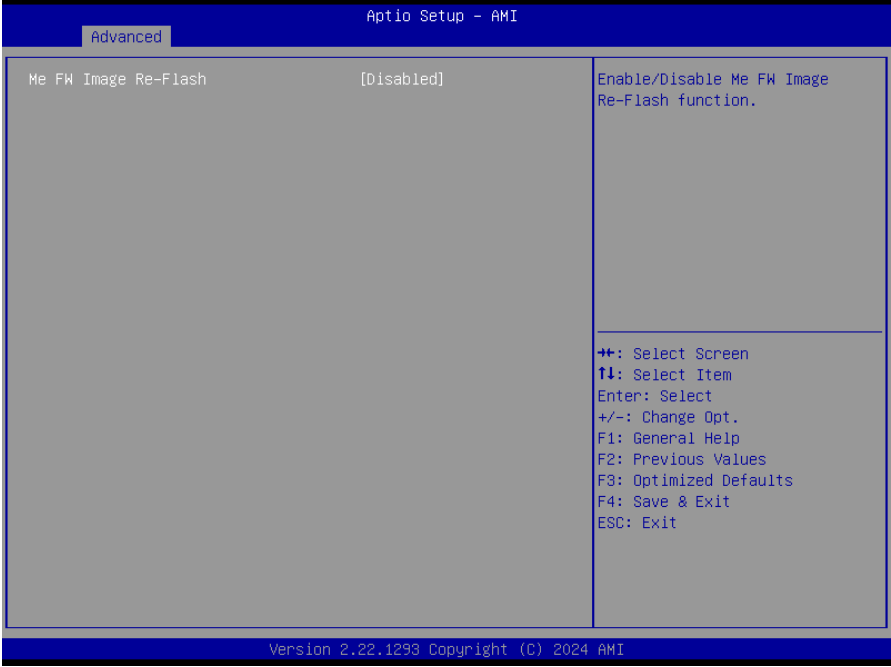 Aptio Setup – AMI
Advanced
Me FW Image Re-Flash [Disabled]
Enable/Disable Me FW Image
Re-Flash function.
→←: Select Screen
↑↓: Select Item
Enter: Select
+/-: Change Opt.
F1: General Help
F2: Previous Values
F3: Optimized Defaults
F4: Save & Exit
ESC: Exit
Version 2.22.1293 Copyright (C) 2024 AMI